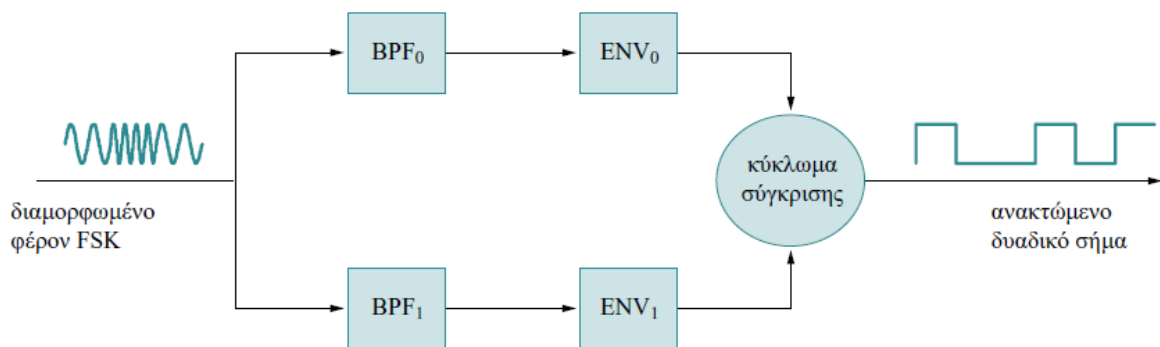 BPF₀
ENV₀
διαμορφωμένο
φέρον FSK
κύκλωμα
σύγκρισης
ανακτώμενο
δυαδικό σήμα
BPF₁
ENV₁